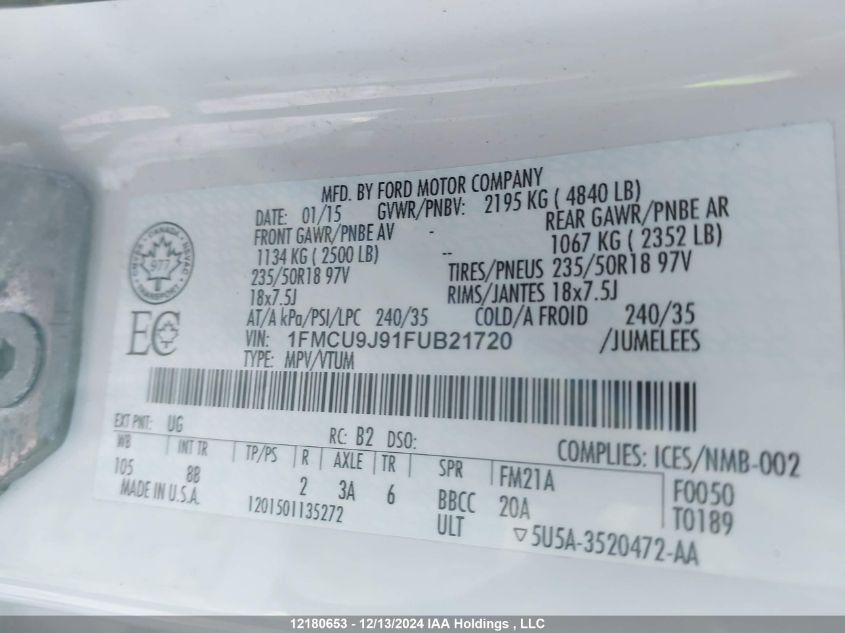 MFD. BY FORD MOTOR COMPANY
DATE: 01/15 GVWR/PNBV: 2195 KG ( 4840 LB)
FRONT GAWR/PNBE AV - REAR GAWR/PNBE AR
1134 KG ( 2500 LB) -- 1067 KG ( 2352 LB)
235/50R18 97V TIRES/PNEUS 235/50R18 97V
18x7.5J RIMS/JANTES 18x7.5J
AT/A kPa/PSI/LPC 240/35 COLD/A FROID 240/35
VIN: 1FMCU9J91FUB21720 /JUMELEES
TYPE: MPV/VTUM
CANADA
977
TRANSPORT
EC
EXT PNT: UG RC: B2 DSO: COMPLIES: ICES/NMB-002
WB INT TR TP/PS R AXLE TR SPR FM21A F0050
105 8B 2 3A 6 BBCC 20A T0189
MADE IN U.S.A. 1201501135272 ULT ▽5U5A-3520472-AA
12180653 - 12/13/2024 IAA Holdings , LLC